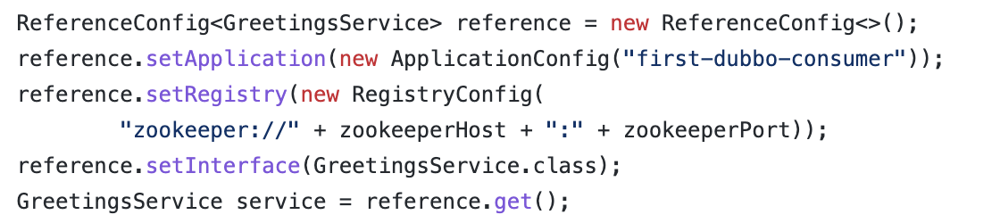 ReferenceConfig<GreetingsService> reference = new ReferenceConfig<>();
reference.setApplication(new ApplicationConfig("first-dubbo-consumer"));
reference.setRegistry(new RegistryConfig(
        "zookeeper://" + zookeeperHost + ":" + zookeeperPort));
reference.setInterface(GreetingsService.class);
GreetingsService service = reference.get();